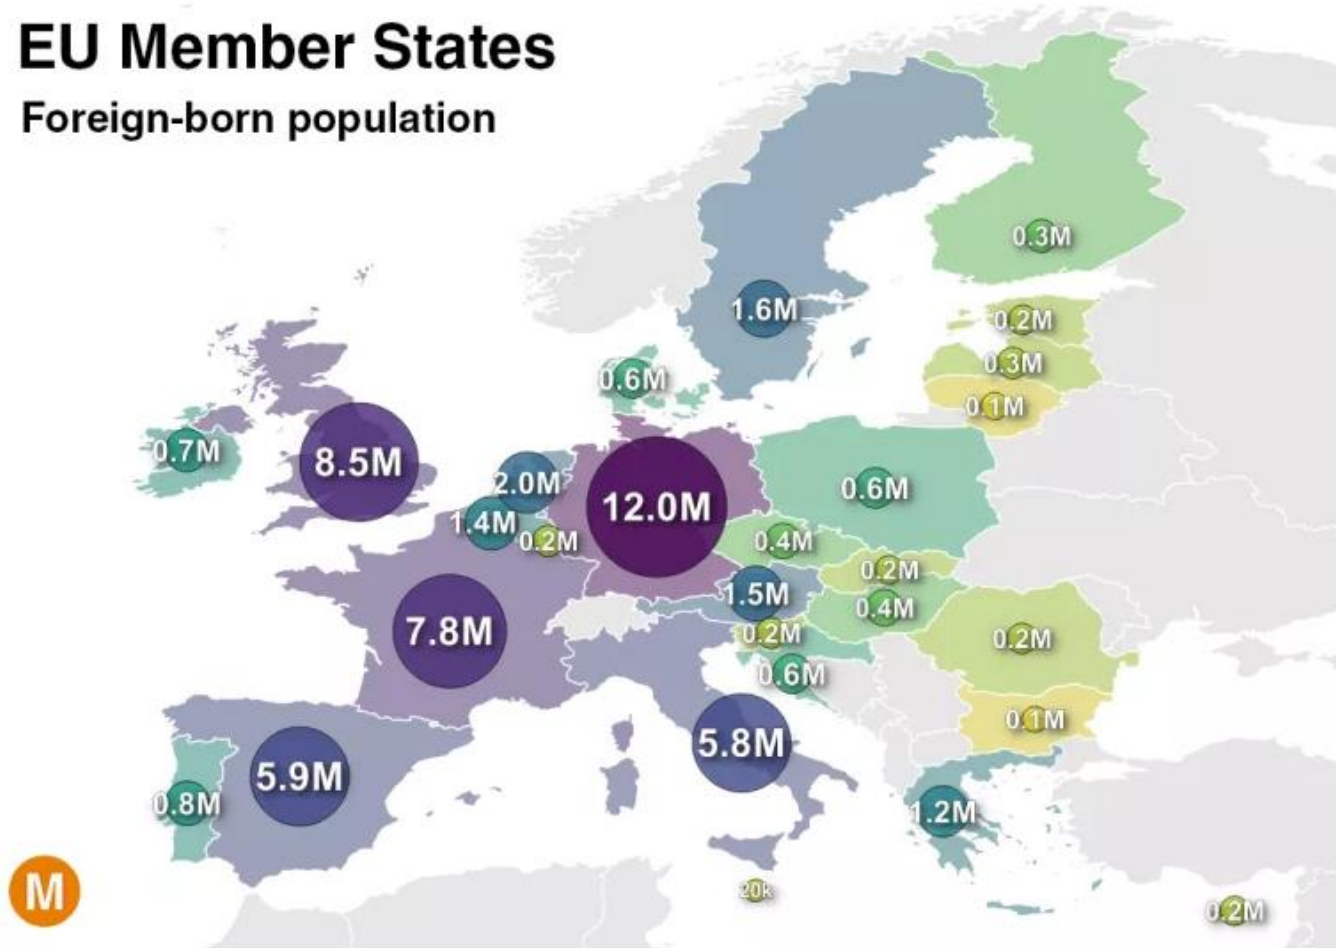 EU Member States
Foreign-born population
0.3M
1.6M
0.2M
0.3M
0.6M
0.1M
0.7M
8.5M
2.0M
12.0M
0.6M
1.4M
0.2M
0.4M
0.2M
1.5M
0.4M
7.8M
0.2M
0.2M
0.6M
0.1M
5.8M
5.9M
0.8M
1.2M
M
20k
0.2M